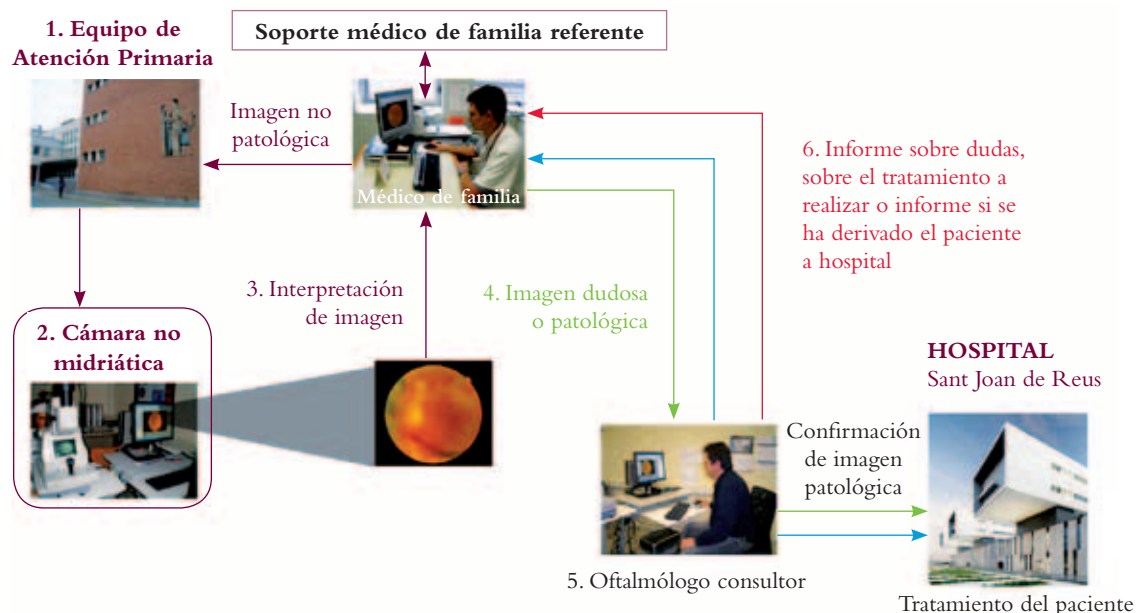 1. Equipo de
Atención Primaria
Soporte médico de familia referente
Imagen no
patológica
Médico de familia
6. Informe sobre dudas,
sobre el tratamiento a
realizar o informe si se
ha derivado el paciente
a hospital
3. Interpretación
de imagen
4. Imagen dudosa
o patológica
2. Cámara no
midriática
HOSPITAL
Sant Joan de Reus
Confirmación
de imagen
patológica
5. Oftalmólogo consultor
Tratamiento del paciente